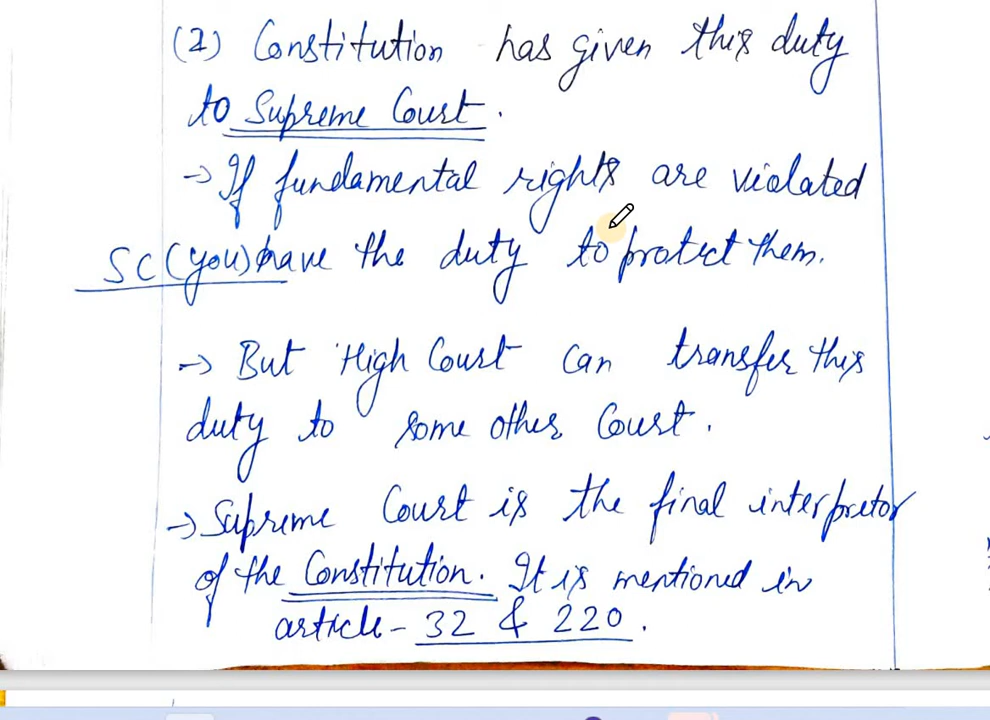 (2) Constitution has given this duty
to Supreme Court.
→ If fundamental rights are violated
SC (you) have the duty to protect them.
→ But High Court can transfer this
duty to some other Court.
→ Supreme Court is the final interpretor
of the Constitution. It is mentioned in
article - 32 & 220.